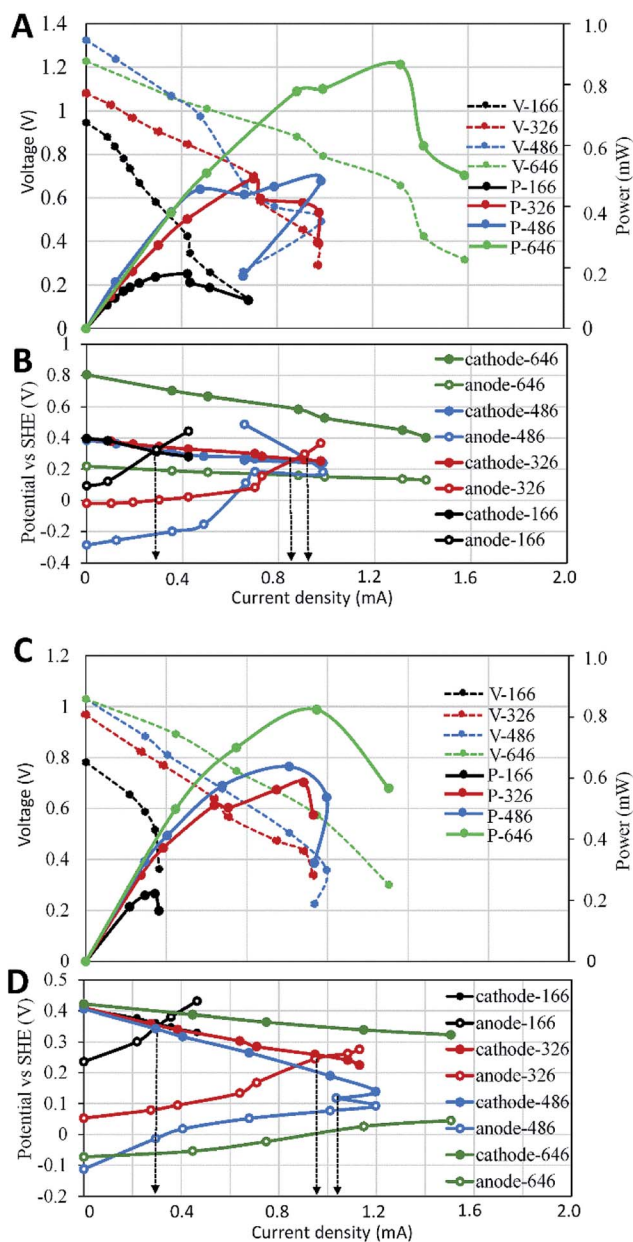 A
1.4
1.2
1
0.8
0.6
0.4
0.2
0
Voltage (V)
1.0
0.8
0.6
0.4
0.2
0
Power (mW)
V-166
V-326
V-486
V-646
P-166
P-326
P-486
P-646
B
1
0.8
0.6
0.4
0.2
0
-0.2
-0.4
Potential vs SHE (V)
cathode-646
anode-646
cathode-486
anode-486
cathode-326
anode-326
cathode-166
anode-166
0 0.4 0.8 1.2 1.6 2.0
Current density (mA)
C
1.2
1
0.8
0.6
0.4
0.2
0
Voltage (V)
1.0
0.8
0.6
0.4
0.2
0
Power (mW)
V-166
V-326
V-486
V-646
P-166
P-326
P-486
P-646
D
0.5
0.4
0.3
0.2
0.1
0
-0.1
-0.2
Potential vs SHE (V)
cathode-166
anode-166
cathode-326
anode-326
cathode-486
anode-486
cathode-646
anode-646
0 0.4 0.8 1.2 1.6 2.0
Current density (mA)